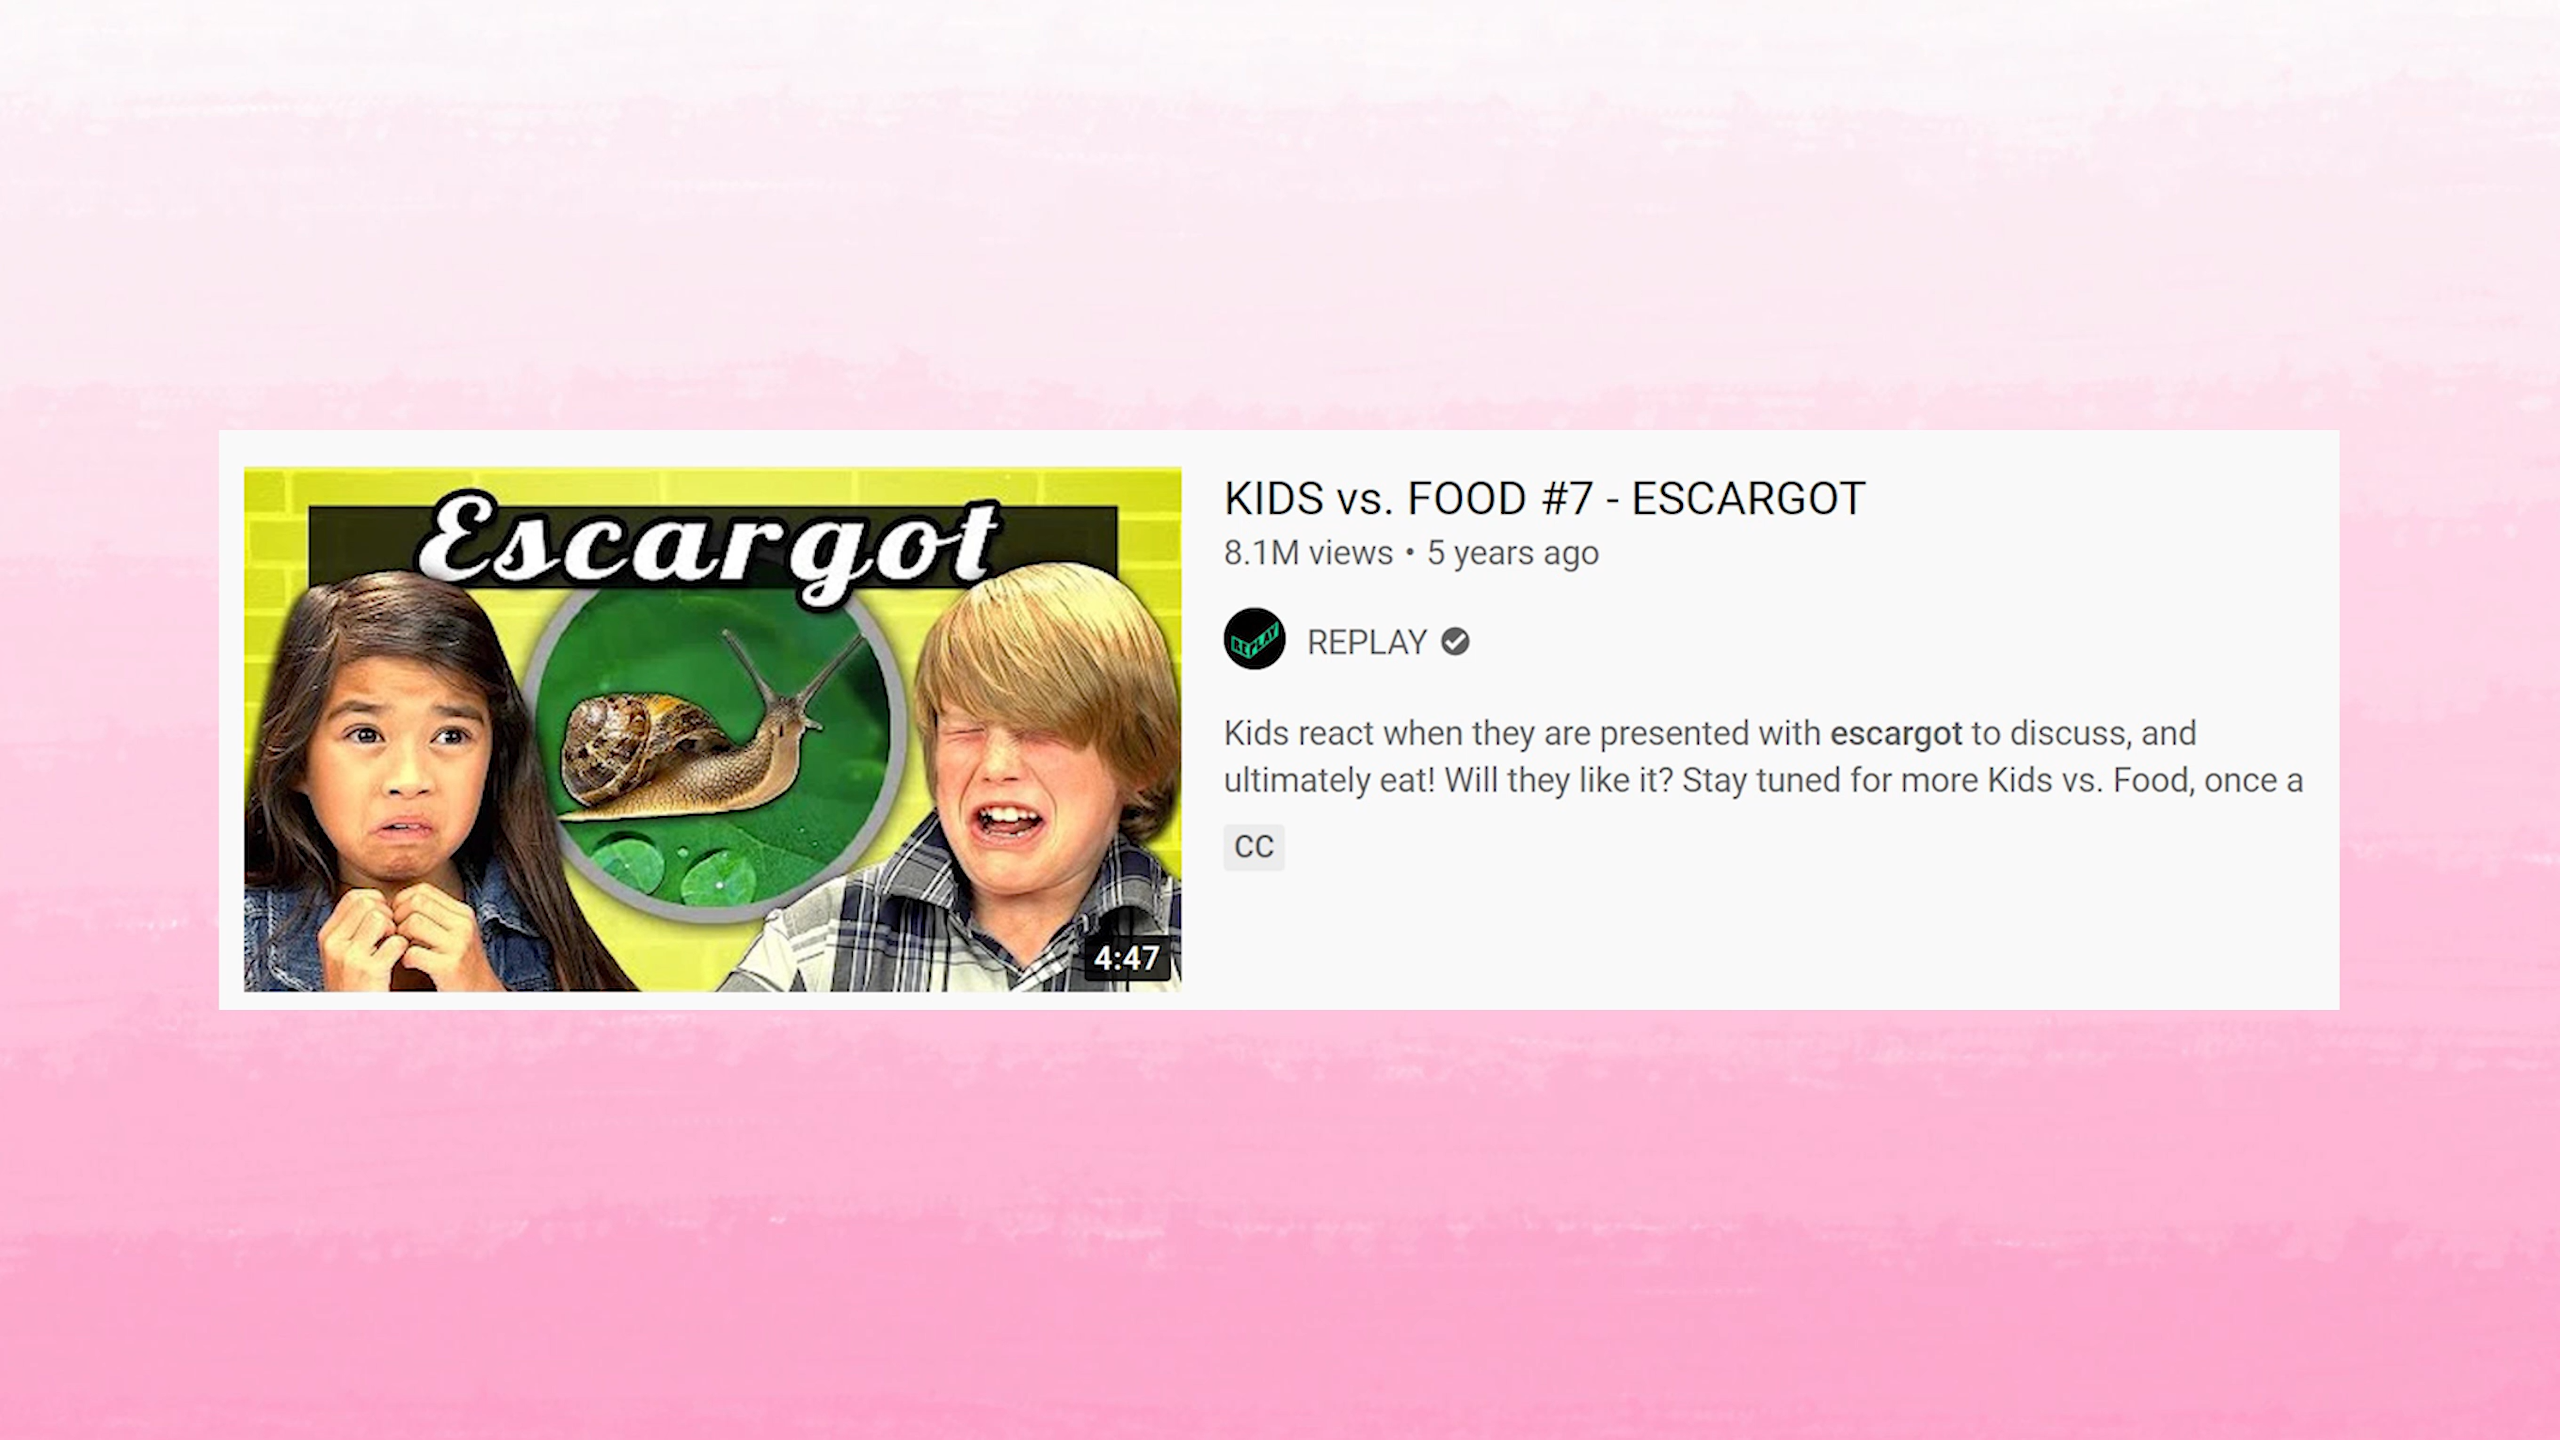 Escargot
4:47
KIDS vs. FOOD #7 - ESCARGOT
8.1M views • 5 years ago
REPLAY
REPLAY
Kids react when they are presented with escargot to discuss, and
ultimately eat! Will they like it? Stay tuned for more Kids vs. Food, once a
CC